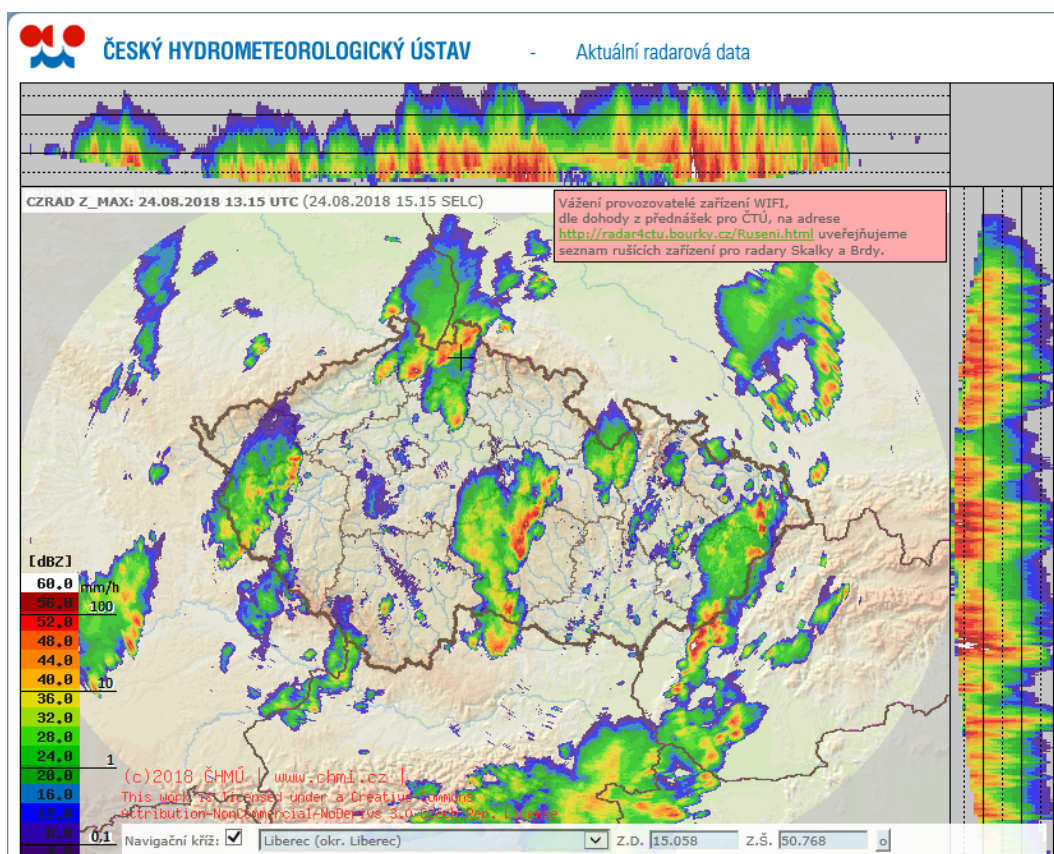 ČESKÝ HYDROMETEOROLOGICKÝ ÚSTAV - Aktuální radarová data
CZRAD Z_MAX: 24.08.2018 13.15 UTC (24.08.2018 15.15 SELC)
Vážení provozovatelé zařízení WIFI,
dle dohody z přednášek pro ČTÚ, na adrese
http://radar4ctu.bourky.cz/Ruseni.html uveřejňujeme
seznam rušících zařízení pro radary Skalky a Brdy.
[dBZ]
60.0 mm/h
56.0 100
52.0
48.0
44.0
40.0 10
36.0
32.0
28.0
24.0 1
20.0
16.0
12.0
8.0 0,1
(c)2018 ČHMÚ | www.chmi.cz |
This work is licensed under a Creative Commons
Attribution-NonCommercial-NoDerivs 3.0 Czech Rep. License
Navigační kříž: Liberec (okr. Liberec) Z.D. 15.058 Z.Š. 50.768 o